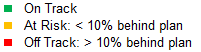 On Track
At Risk: < 10% behind plan
Off Track: > 10% behind plan